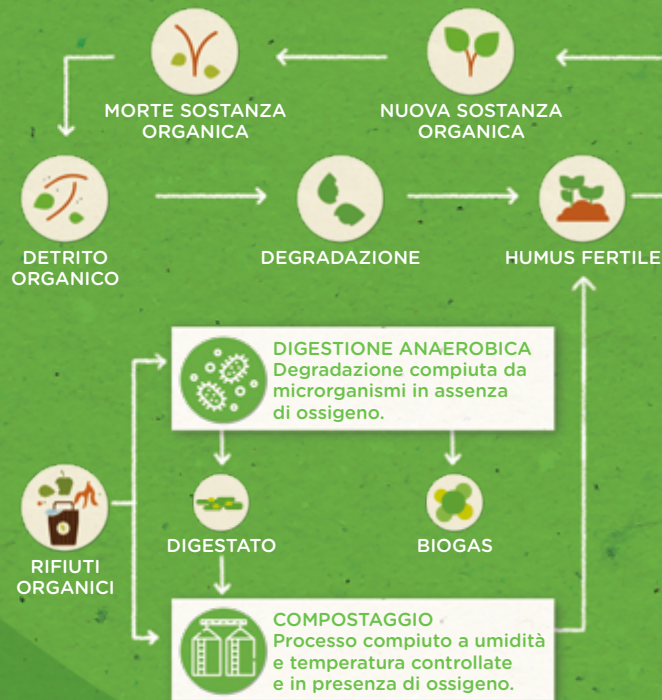 MORTE SOSTANZA
ORGANICA
NUOVA SOSTANZA
ORGANICA
DETRITO
ORGANICO
DEGRADAZIONE
HUMUS FERTILE
DIGESTIONE ANAEROBICA
Degradazione compiuta da
microrganismi in assenza
di ossigeno.
RIFIUTI
ORGANICI
DIGESTATO
BIOGAS
COMPOSTAGGIO
Processo compiuto a umidità
e temperatura controllate
e in presenza di ossigeno.